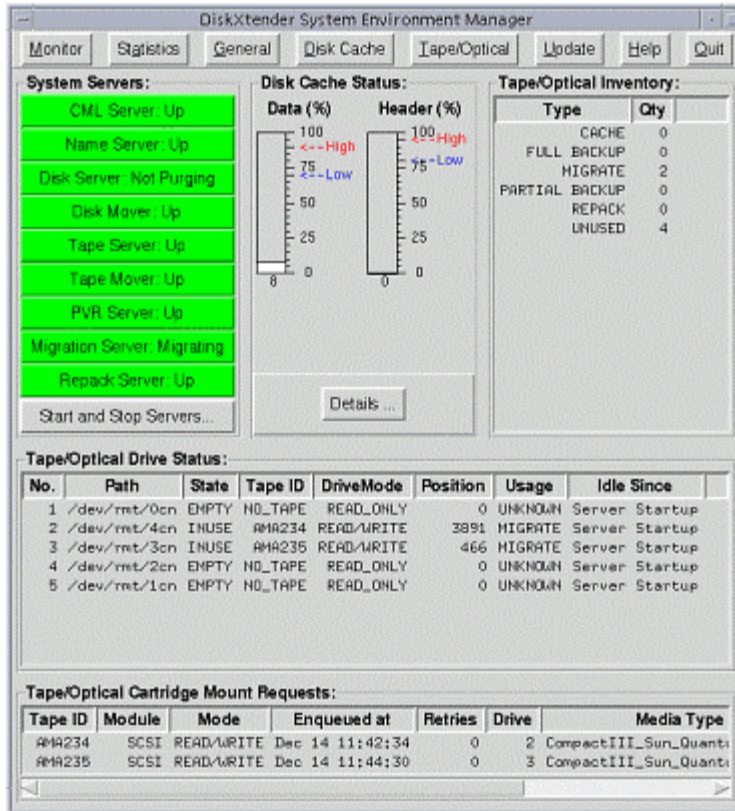 DiskXtender System Environment Manager
Monitor Statistics General Disk Cache Tape/Optical Update Help Quit
System Servers:
CML Server: Up
Name Server: Up
Disk Server: Not Purging
Disk Mover: Up
Tape Server: Up
Tape Mover: Up
PVR Server: Up
Migration Server: Migrating
Repack Server: Up
Start and Stop Servers...
Disk Cache Status:
Data (%) Header (%)
100 100
<--High <--High
75 75
<--Low <--Low
50 50
25 25
0 0
8 0
Details ...
Tape/Optical Inventory:
Type Qty
CACHE 0
FULL BACKUP 0
MIGRATE 2
PARTIAL BACKUP 0
REPACK 0
UNUSED 4
Tape/Optical Drive Status:
No. Path State Tape ID DriveMode Position Usage Idle Since
1 /dev/rmt/0cn EMPTY NO_TAPE READ_ONLY 0 UNKNOWN Server Startup
2 /dev/rmt/4cn INUSE AMA234 READ/WRITE 3891 MIGRATE Server Startup
3 /dev/rmt/3cn INUSE AMA235 READ/WRITE 466 MIGRATE Server Startup
4 /dev/rmt/2cn EMPTY NO_TAPE READ_ONLY 0 UNKNOWN Server Startup
5 /dev/rmt/1cn EMPTY NO_TAPE READ_ONLY 0 UNKNOWN Server Startup
Tape/Optical Cartridge Mount Requests:
Tape ID Module Mode Enqueued at Retries Drive Media Type
AMA234 SCSI READ/WRITE Dec 14 11:42:34 0 2 CompactIII_Sun_Quant
AMA235 SCSI READ/WRITE Dec 14 11:44:30 0 3 CompactIII_Sun_Quant